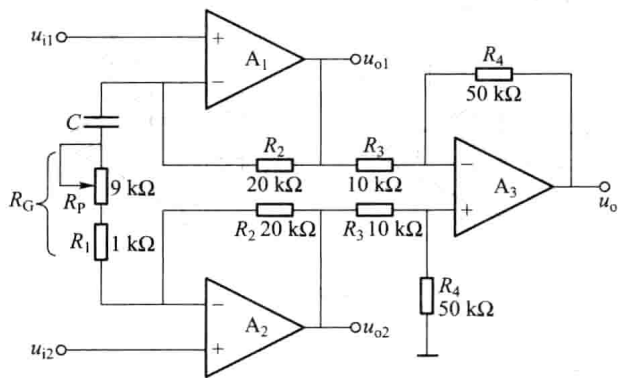 u_i1
+
A_1
−
u_o1
R_4
50 kΩ
C
R_2
20 kΩ
R_3
10 kΩ
−
A_3
+
u_o
R_G
R_P
9 kΩ
R_1
1 kΩ
R_2 20 kΩ
R_3 10 kΩ
R_4
50 kΩ
−
A_2
u_o2
u_i2
+